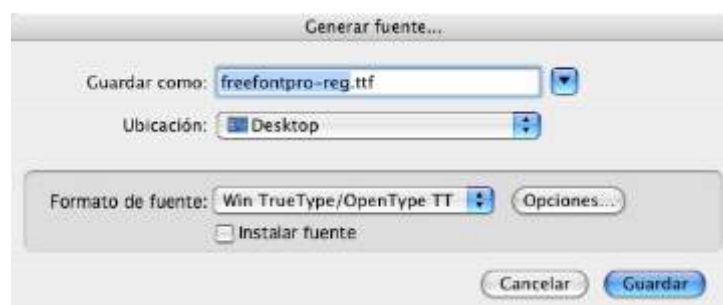 Generar fuente...
Guardar como: freefontpro-reg.ttf
Ubicación: Desktop
Formato de fuente: Win TrueType/OpenType TT Opciones...
Instalar fuente
Cancelar Guardar